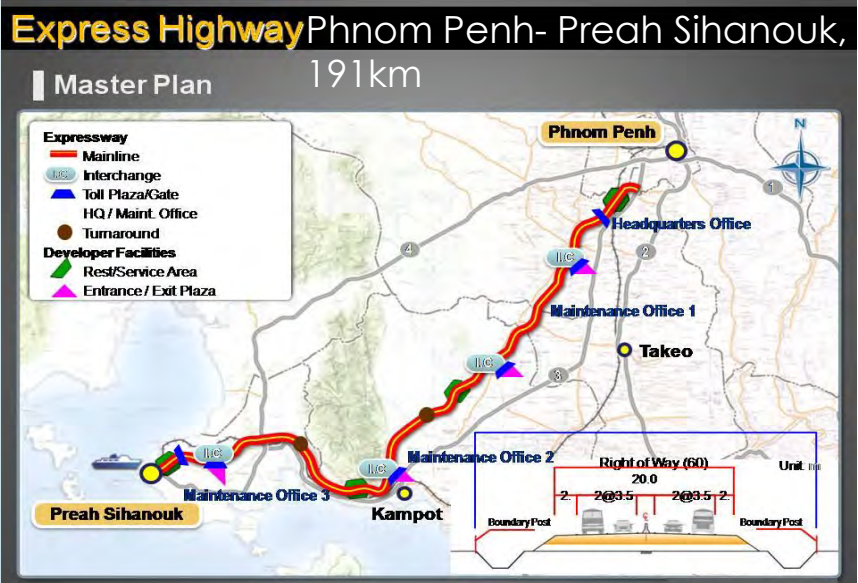 Express Highway Phnom Penh- Preah Sihanouk,
191km
Master Plan
Expressway
Mainline
I/C Interchange
Toll Plaza/Gate
HQ / Maint. Office
Turnaround
Developer Facilities
Rest/Service Area
Entrance / Exit Plaza
Phnom Penh
N
1
Headquarters Office
4
2
I/C
Maintenance Office 1
Takeo
I/C
3
Maintenance Office 2
I/C
I/C
Maintenance Office 3
Preah Sihanouk
Kampot
Right of Way (60)
Unit: m
20.0
2. 2@3.5 2@3.5 2.
Boundary Post
Boundary Post